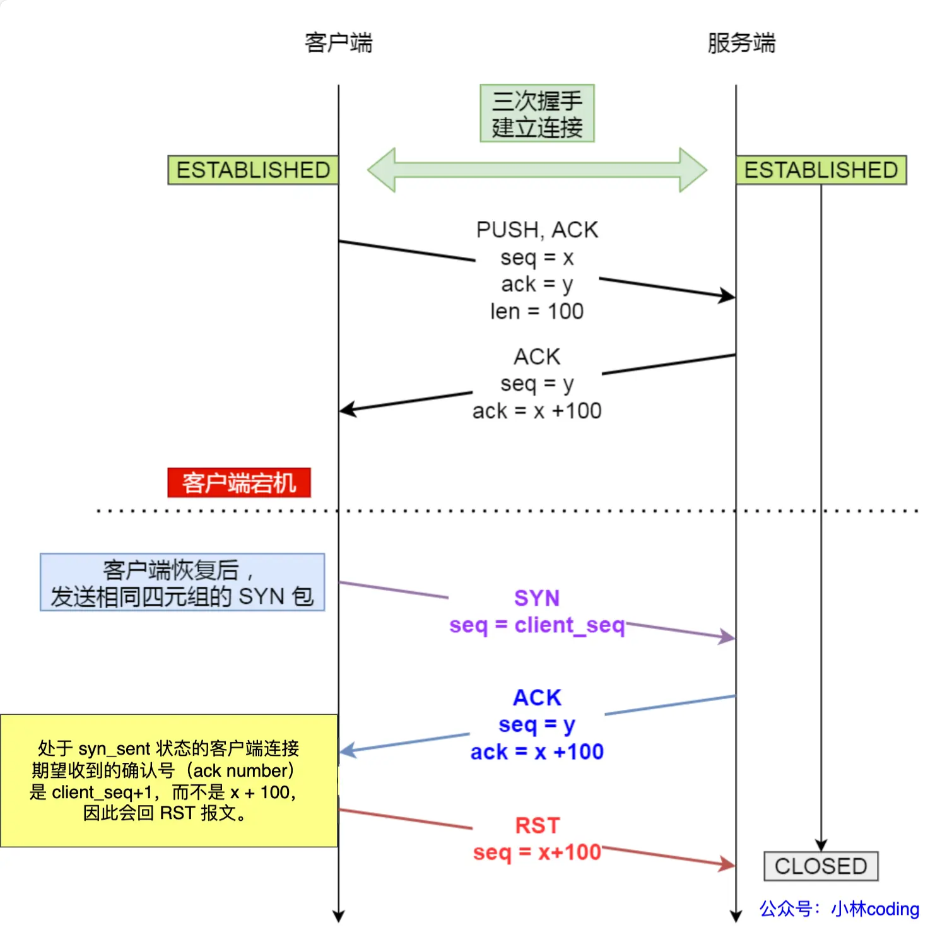 客户端
服务端
三次握手
建立连接
ESTABLISHED
ESTABLISHED
PUSH, ACK
seq = x
ack = y
len = 100
ACK
seq = y
ack = x +100
客户端宕机
客户端恢复后，
发送相同四元组的 SYN 包
SYN
seq = client_seq
ACK
seq = y
ack = x +100
处于 syn_sent 状态的客户端连接
期望收到的确认号（ack number）
是 client_seq+1，而不是 x + 100，
因此会回 RST 报文。
RST
seq = x+100
CLOSED
公众号：小林coding